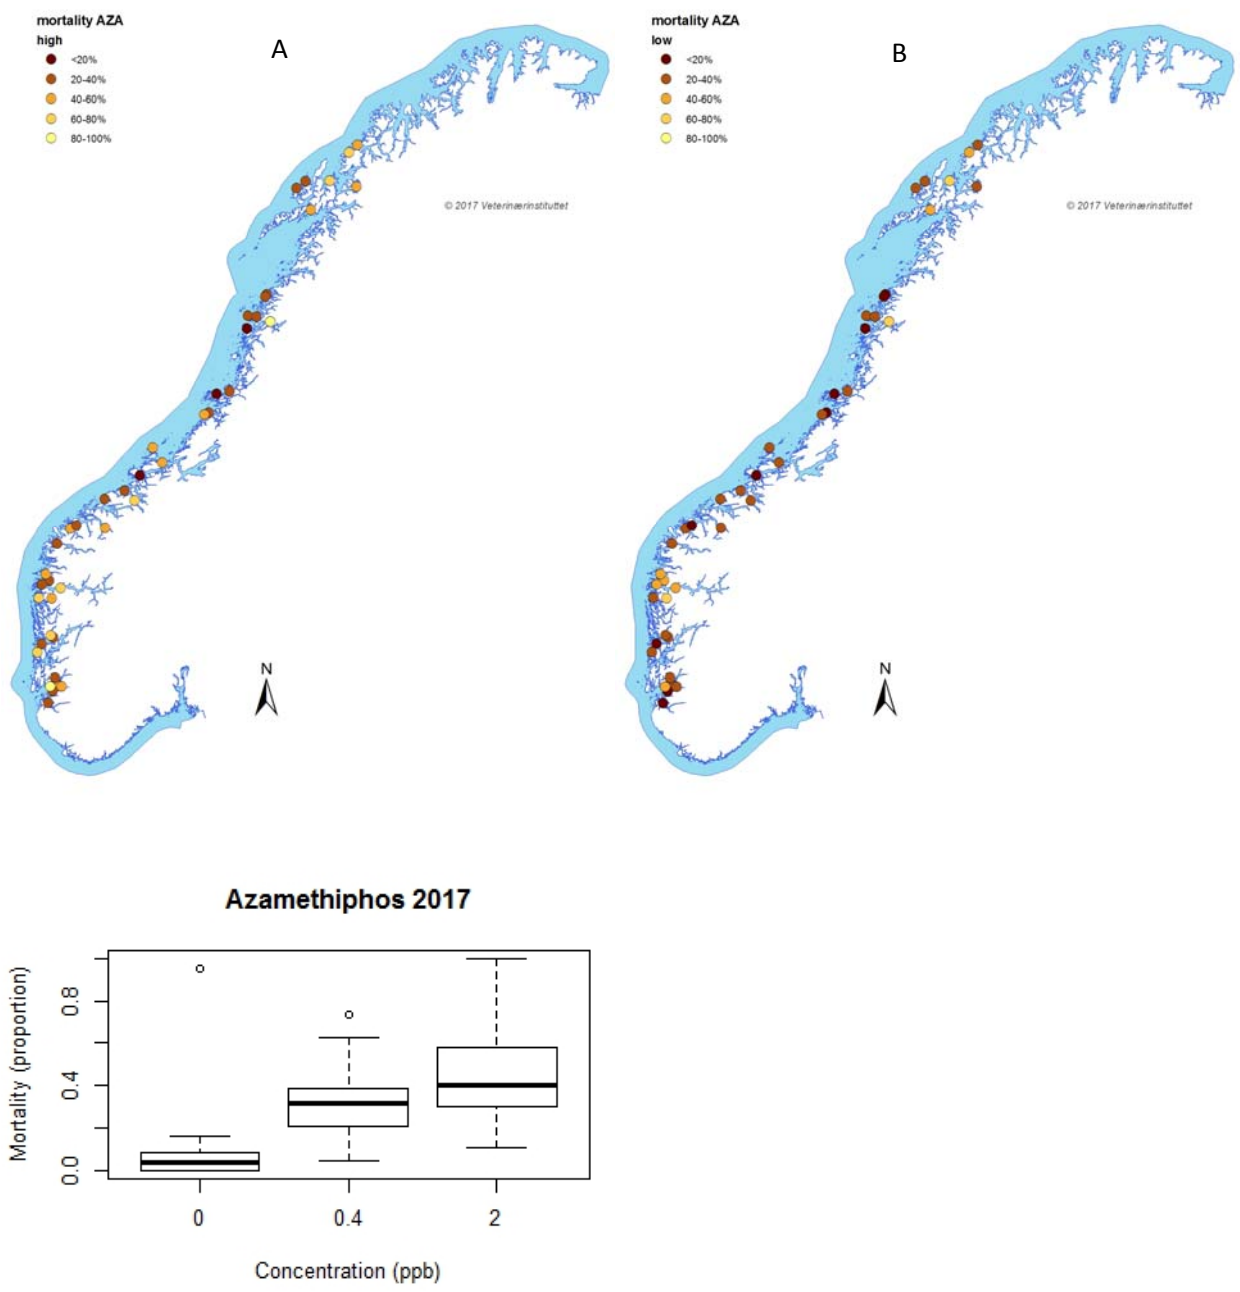 mortality AZA
high
<20%
20-40%
40-60%
60-80%
80-100%
A
© 2017 Veterinærinstituttet
N
mortality AZA
low
<20%
20-40%
40-60%
60-80%
80-100%
B
© 2017 Veterinærinstituttet
N
Azamethiphos 2017
Mortality (proportion)
0.8
0.4
0.0
0 0.4 2
Concentration (ppb)